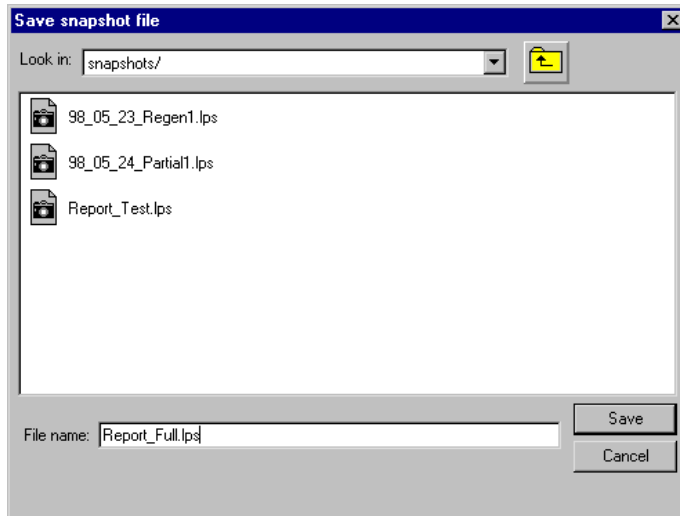 Save snapshot file
Look in: snapshots/
98_05_23_Regen1.lps
98_05_24_Partial1.lps
Report_Test.lps
File name: Report_Full.lps
Save
Cancel